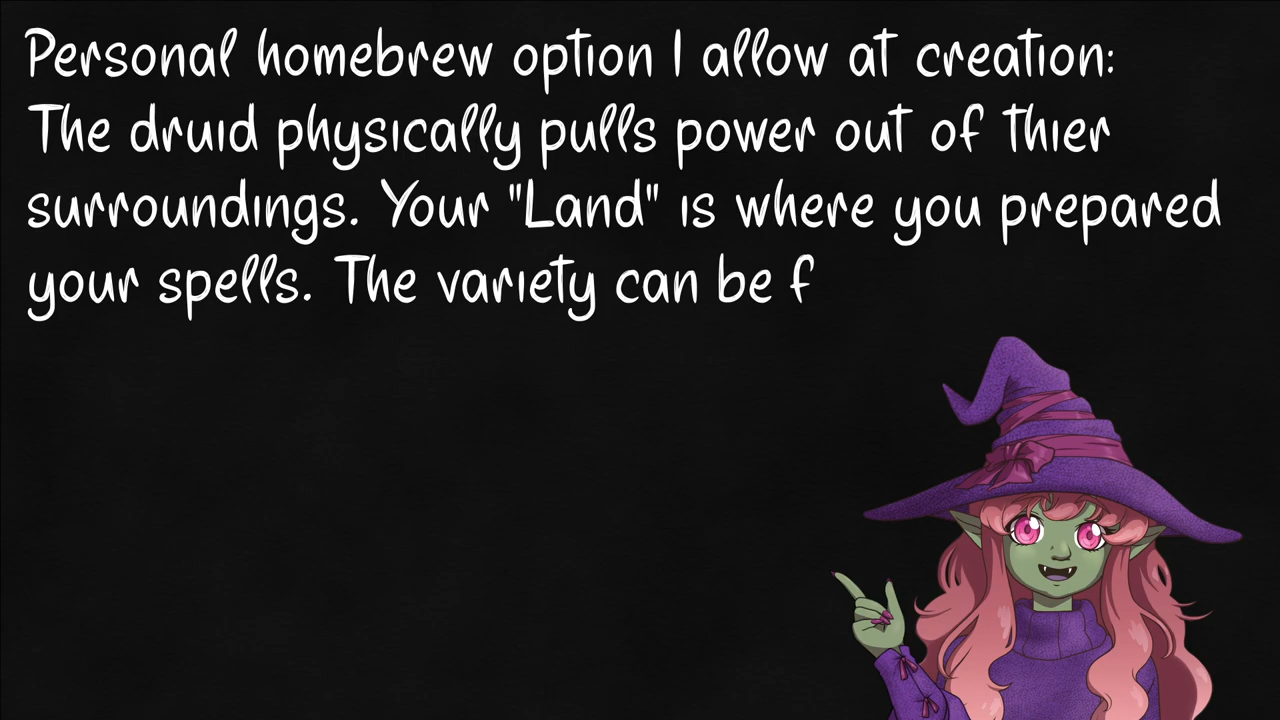 Personal homebrew option I allow at creation:
The druid physically pulls power out of thier
surroundings. Your "Land" is where you prepared
your spells. The variety can be f